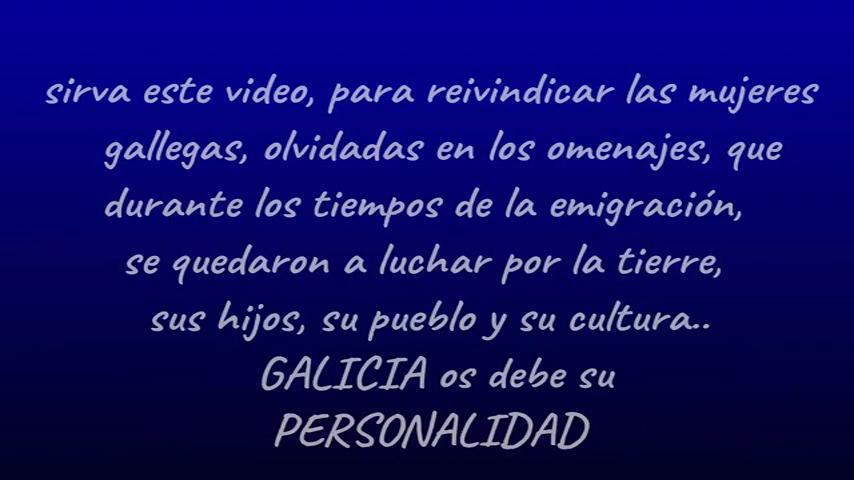 sirva este video, para reivindicar las mujeres
gallegas, olvidadas en los omenajes, que
durante los tiempos de la emigración,
se quedaron a luchar por la tierre,
sus hijos, su pueblo y su cultura..
GALICIA os debe su
PERSONALIDAD